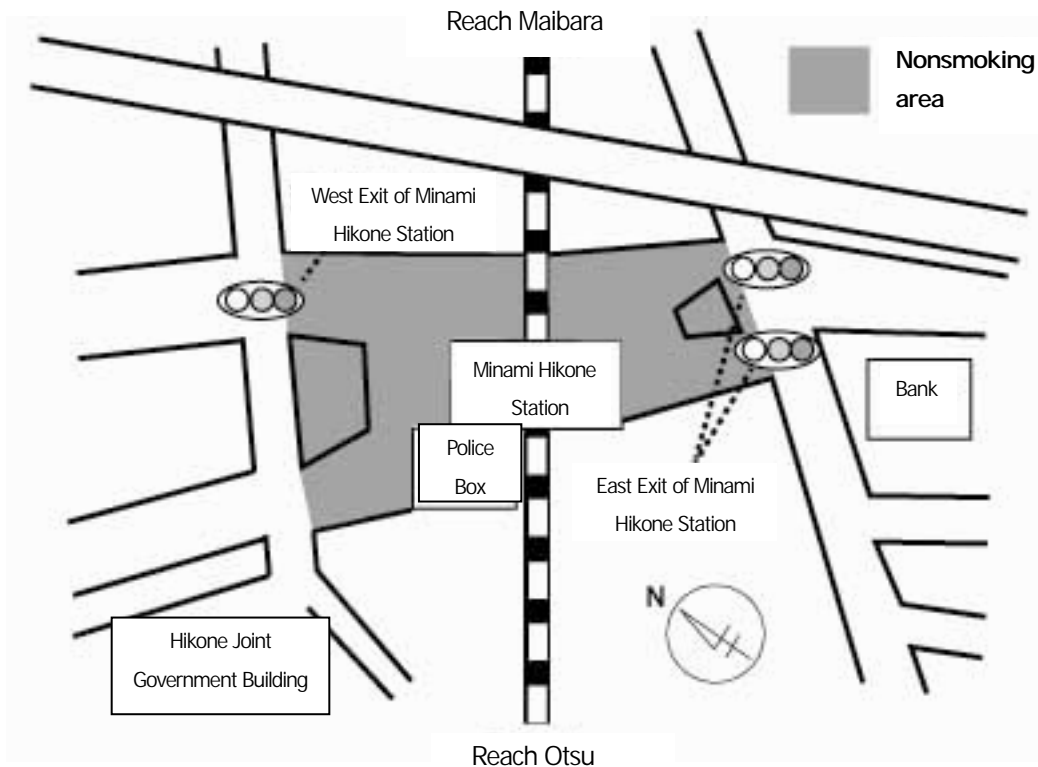 Reach Maibara
Nonsmoking
area
West Exit of Minami
Hikone Station
Minami Hikone
Station
Bank
Police
Box
East Exit of Minami
Hikone Station
N
Hikone Joint
Government Building
Reach Otsu